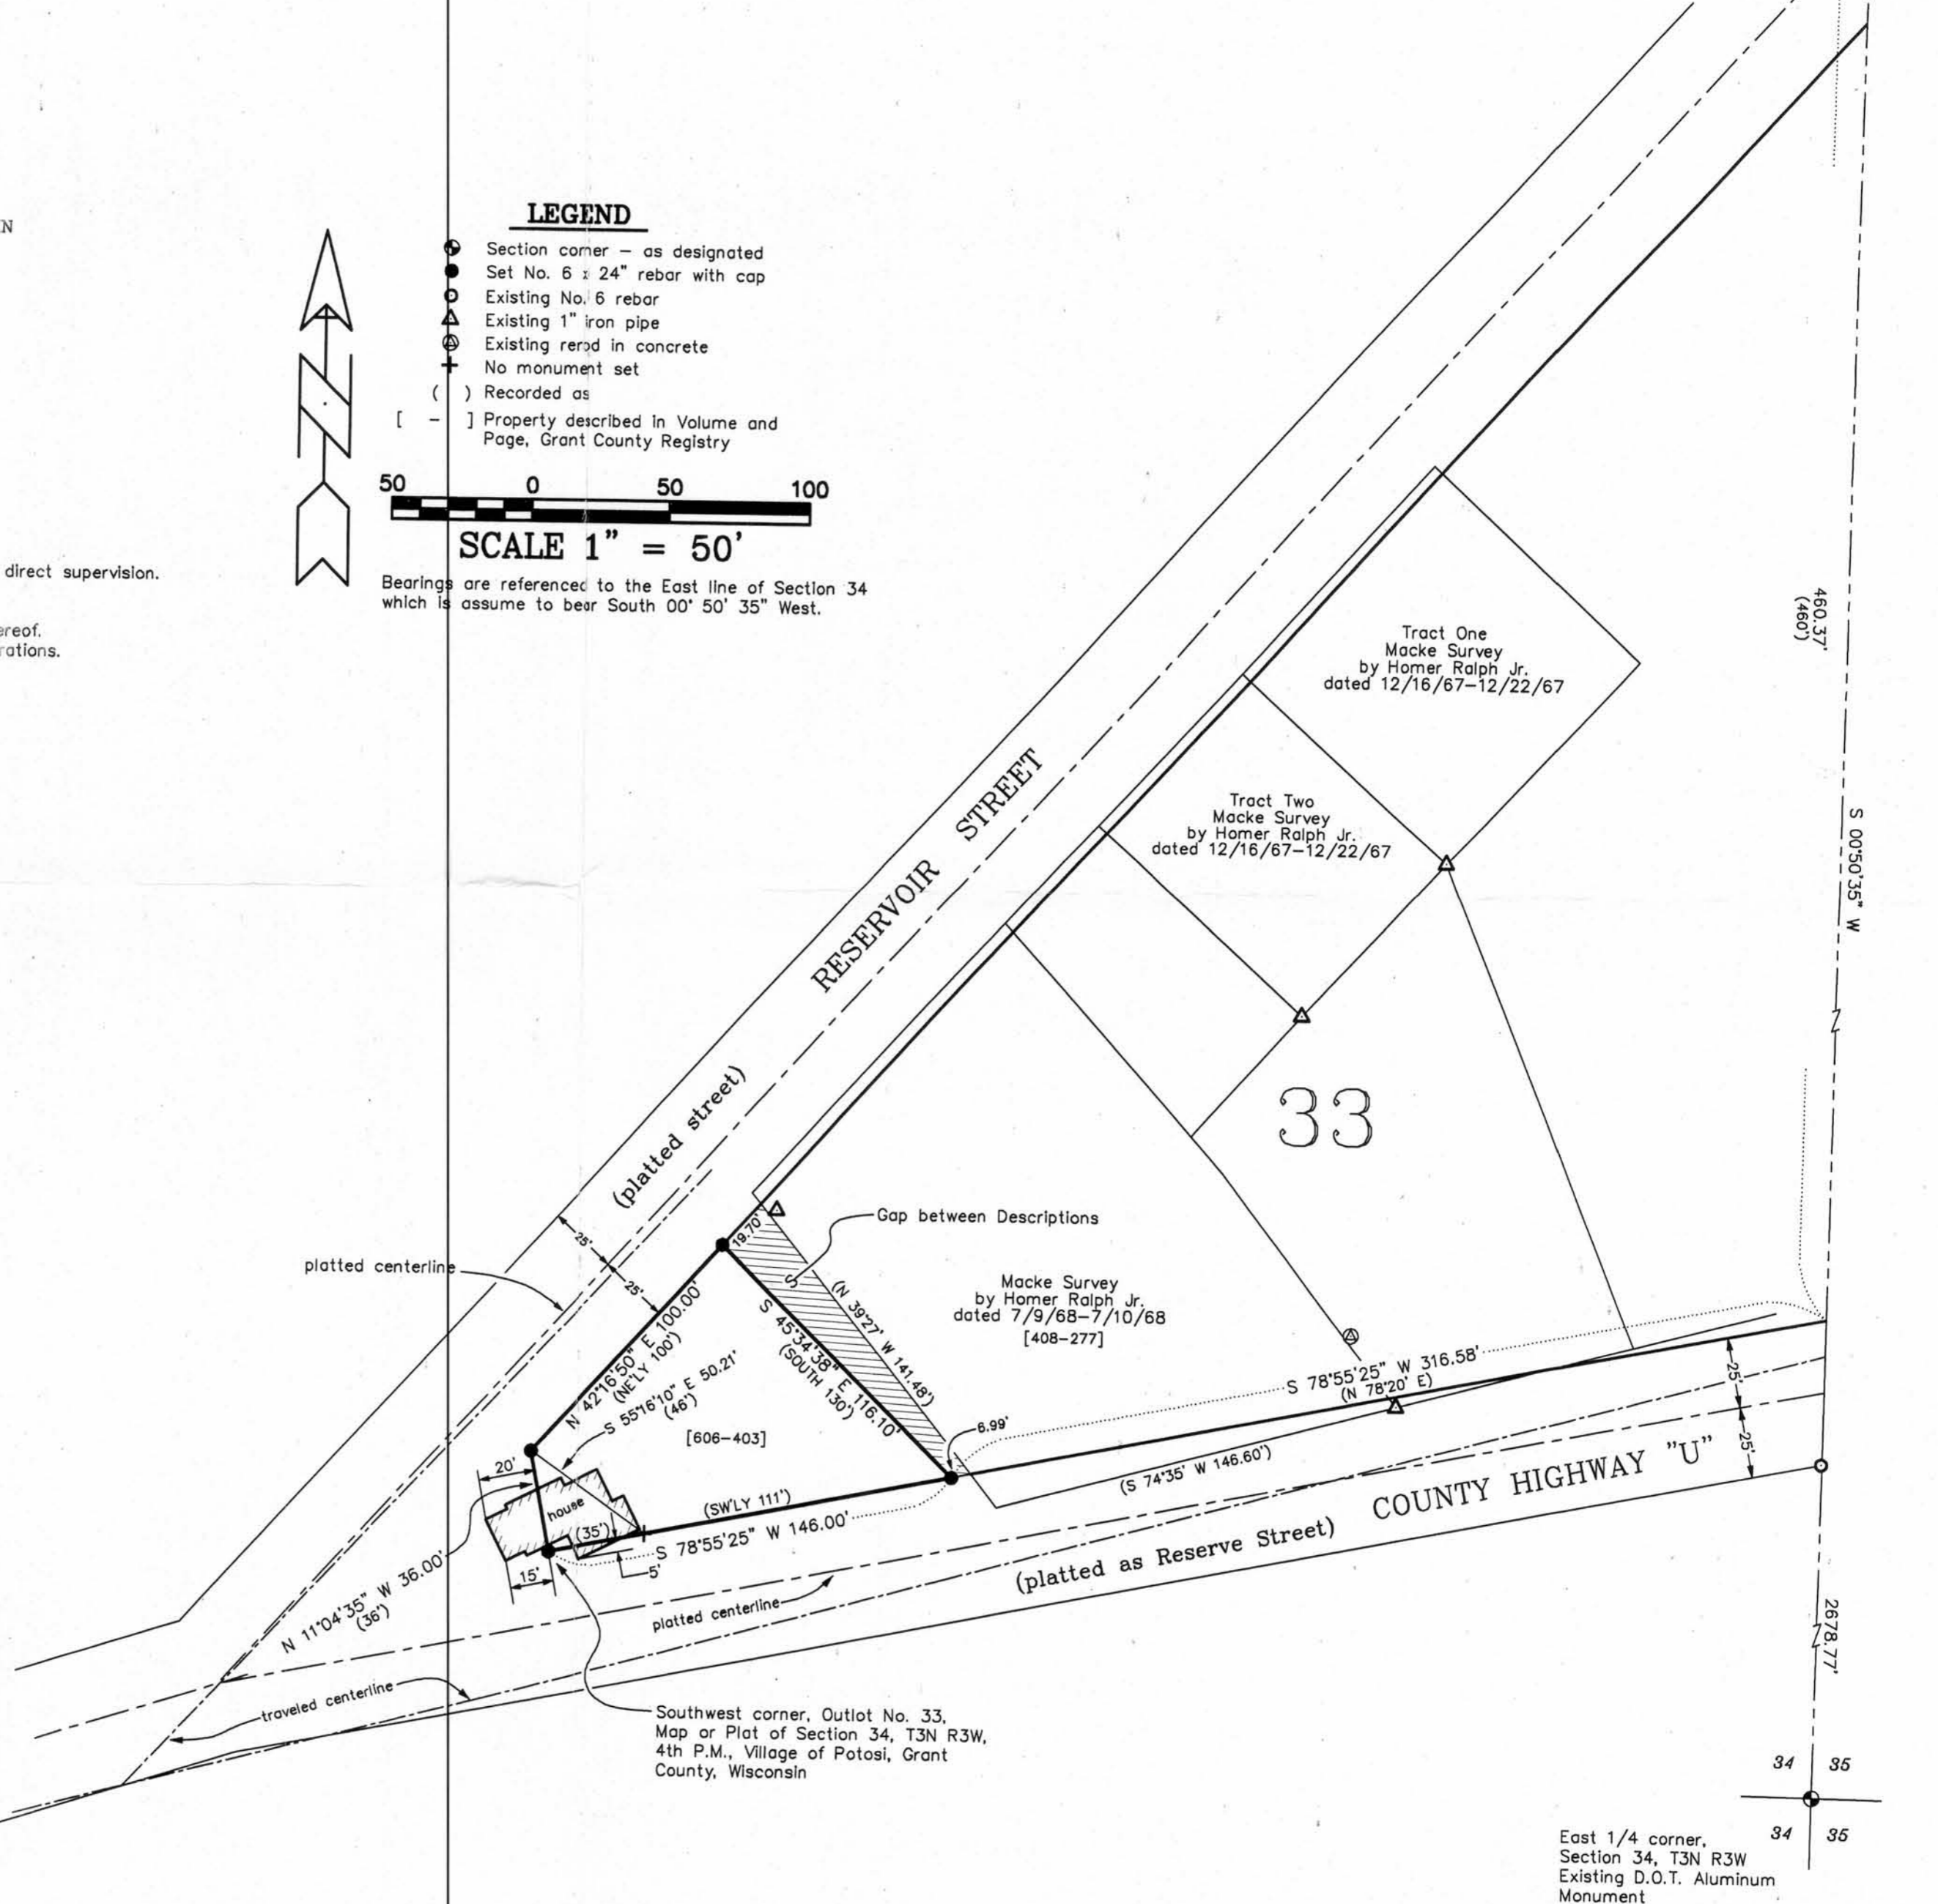 N
direct supervision.
ereof.
rations.
LEGEND
Section corner – as designated
Set No. 6 x 24" rebar with cap
Existing No. 6 rebar
Existing 1" iron pipe
Existing rerod in concrete
No monument set
( ) Recorded as
[ - ] Property described in Volume and
Page, Grant County Registry
N
50 0 50 100
SCALE 1" = 50'
Bearings are referenced to the East line of Section 34
which is assume to bear South 00° 50' 35" West.
Tract One
Macke Survey
by Homer Ralph Jr.
dated 12/16/67-12/22/67
460.37'
(460')
Tract Two
Macke Survey
by Homer Ralph Jr.
dated 12/16/67-12/22/67
S 00°50'35" W
RESERVOIR STREET
(platted street)
33
25'
25'
platted centerline
19.70'
Gap between Descriptions
Macke Survey
by Homer Ralph Jr.
dated 7/9/68-7/10/68
[408-277]
S
(N 39°27' W 141.48')
S 45°34'38" E 116.10'
(SOUTH 130')
N 42°16'50" E 100.00'
(NE'LY 100')
S 55°16'10" E 50.21'
(46')
[606-403]
S 78°55'25" W 316.58'
(N 78°20' E)
6.99'
(S 74°35' W 146.60')
25'
25'
20'
house
(35')
(SW'LY 111')
S 78°55'25" W 146.00'
5'
15'
N 11°04'35" W 36.00'
(36')
COUNTY HIGHWAY "U"
(platted as Reserve Street)
platted centerline
traveled centerline
2678.77'
Southwest corner, Outlot No. 33,
Map or Plat of Section 34, T3N R3W,
4th P.M., Village of Potosi, Grant
County, Wisconsin
34 35
34 35
East 1/4 corner,
Section 34, T3N R3W
Existing D.O.T. Aluminum
Monument